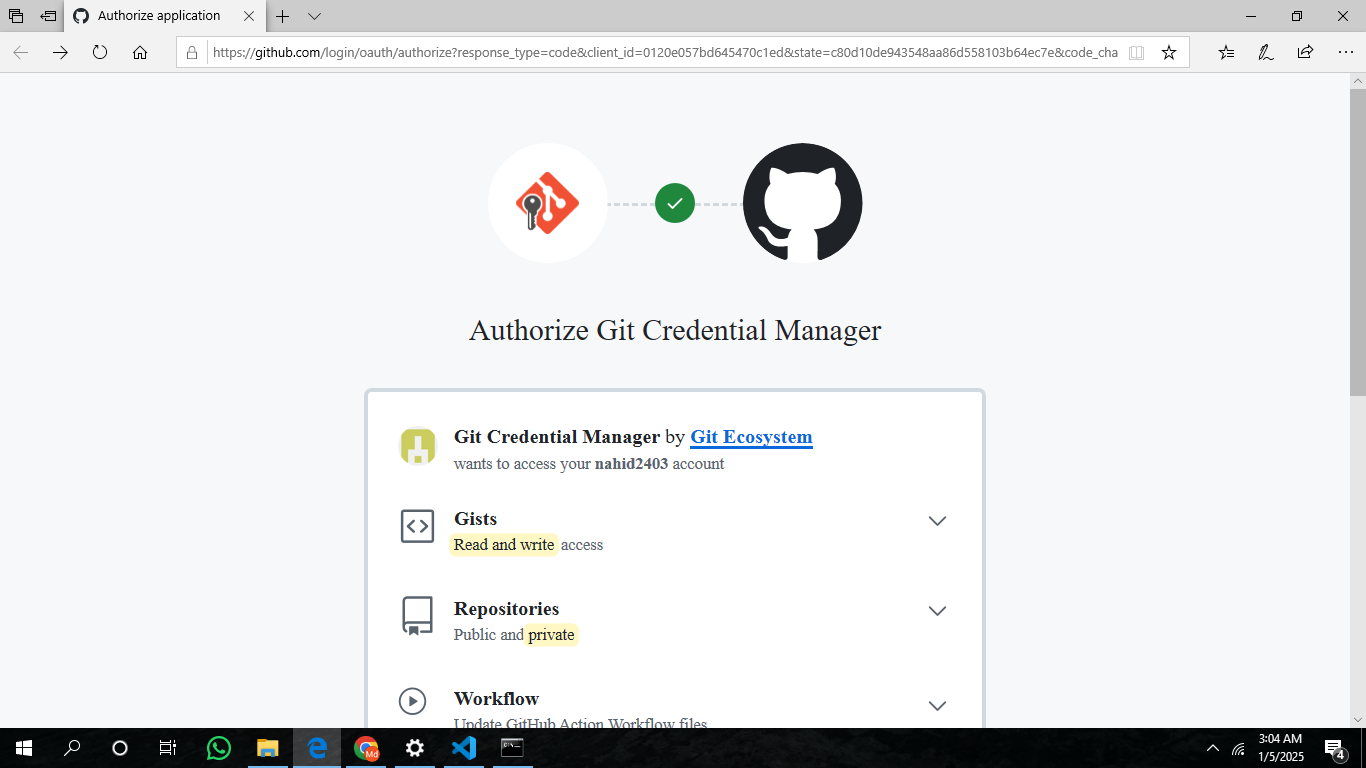 Authorize application
https://github.com/login/oauth/authorize?response_type=code&client_id=0120e057bd645470c1ed&state=c80d10de943548aa86d558103b64ec7e&code_cha
Authorize Git Credential Manager
Git Credential Manager by Git Ecosystem
wants to access your nahid2403 account
Gists
Read and write access
Repositories
Public and private
Workflow
Update GitHub Action Workflow files
Md
3:04 AM
1/5/2025
4